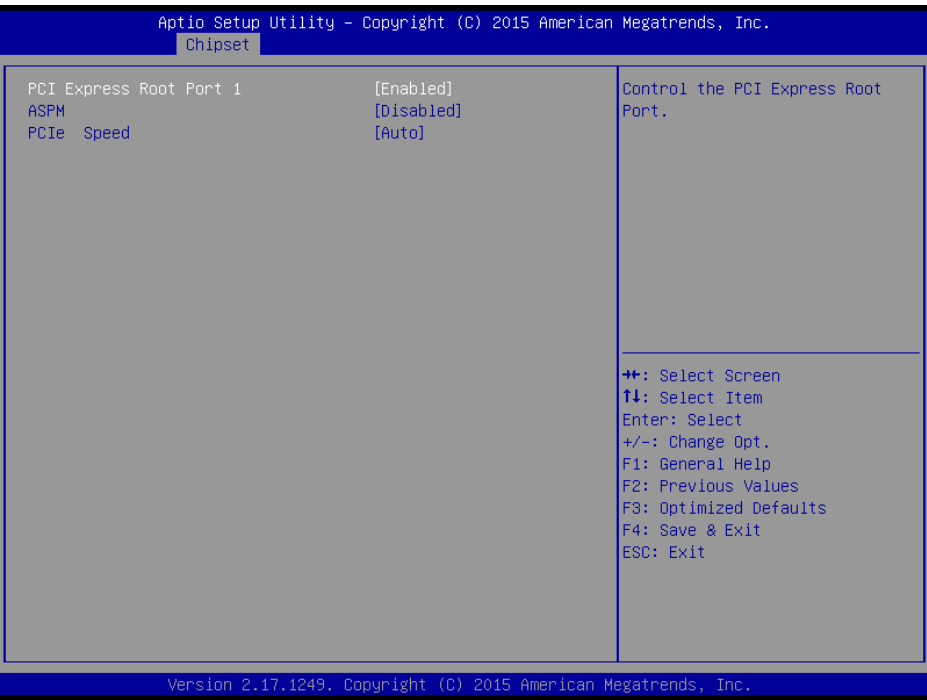 Aptio Setup Utility – Copyright (C) 2015 American Megatrends, Inc.
Chipset
PCI Express Root Port 1 [Enabled]
ASPM [Disabled]
PCIe Speed [Auto]
Control the PCI Express Root
Port.
→←: Select Screen
↑↓: Select Item
Enter: Select
+/-: Change Opt.
F1: General Help
F2: Previous Values
F3: Optimized Defaults
F4: Save & Exit
ESC: Exit
Version 2.17.1249. Copyright (C) 2015 American Megatrends, Inc.